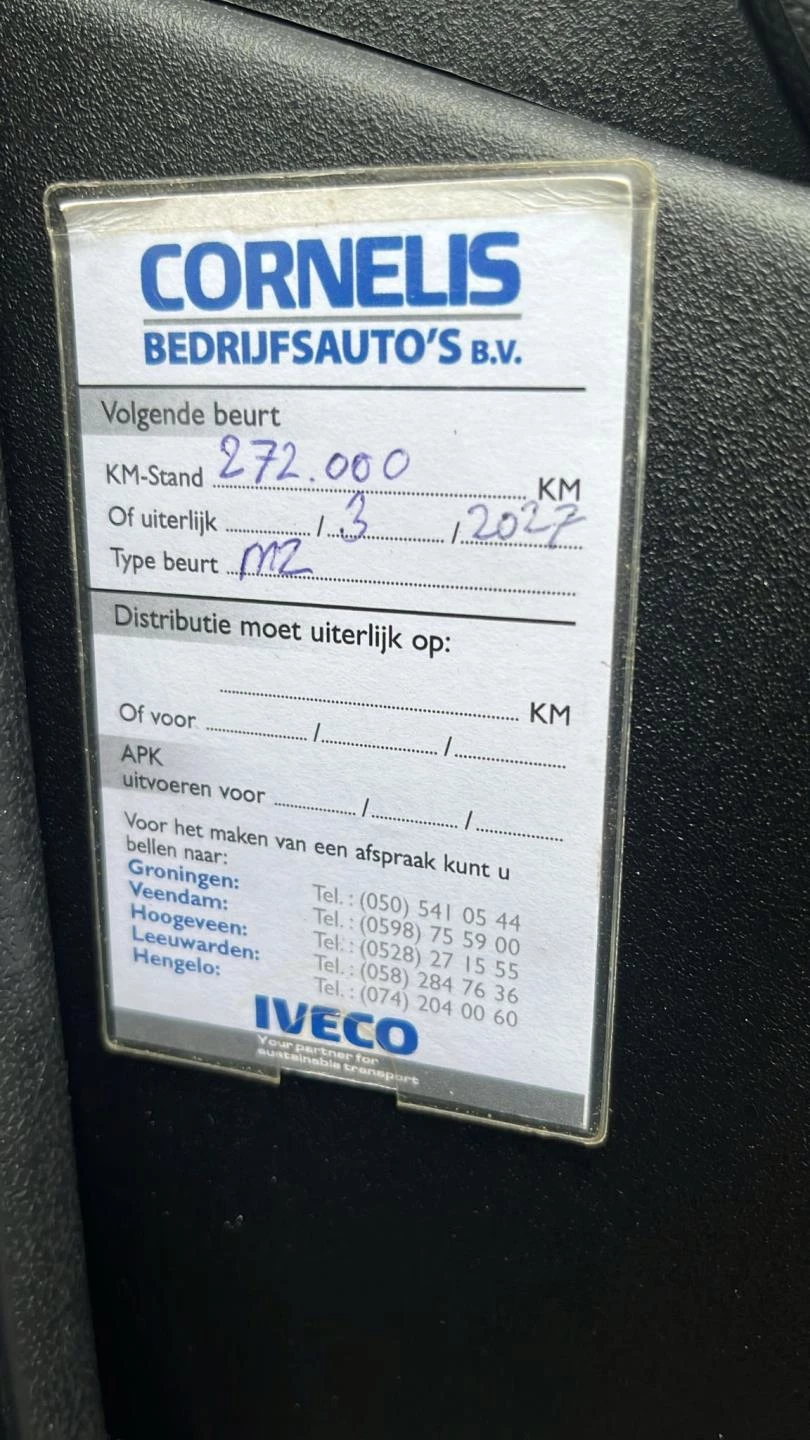 CORNELIS
BEDRIJFSAUTO'S B.V.
Volgende beurt
KM-Stand 272.000 KM
Of uiterlijk ............/...3.../2027
Type beurt M2
Distributie moet uiterlijk op:
............ KM
Of voor ............/............/............
APK
uitvoeren voor ............/............/............
Voor het maken van een afspraak kunt u
bellen naar:
Groningen: Tel.: (050) 541 05 44
Veendam: Tel.: (0598) 75 59 00
Hoogeveen: Tel.: (0528) 27 15 55
Leeuwarden: Tel.: (058) 284 76 36
Hengelo: Tel.: (074) 204 00 60
IVECO
Your partner for
sustainable transport